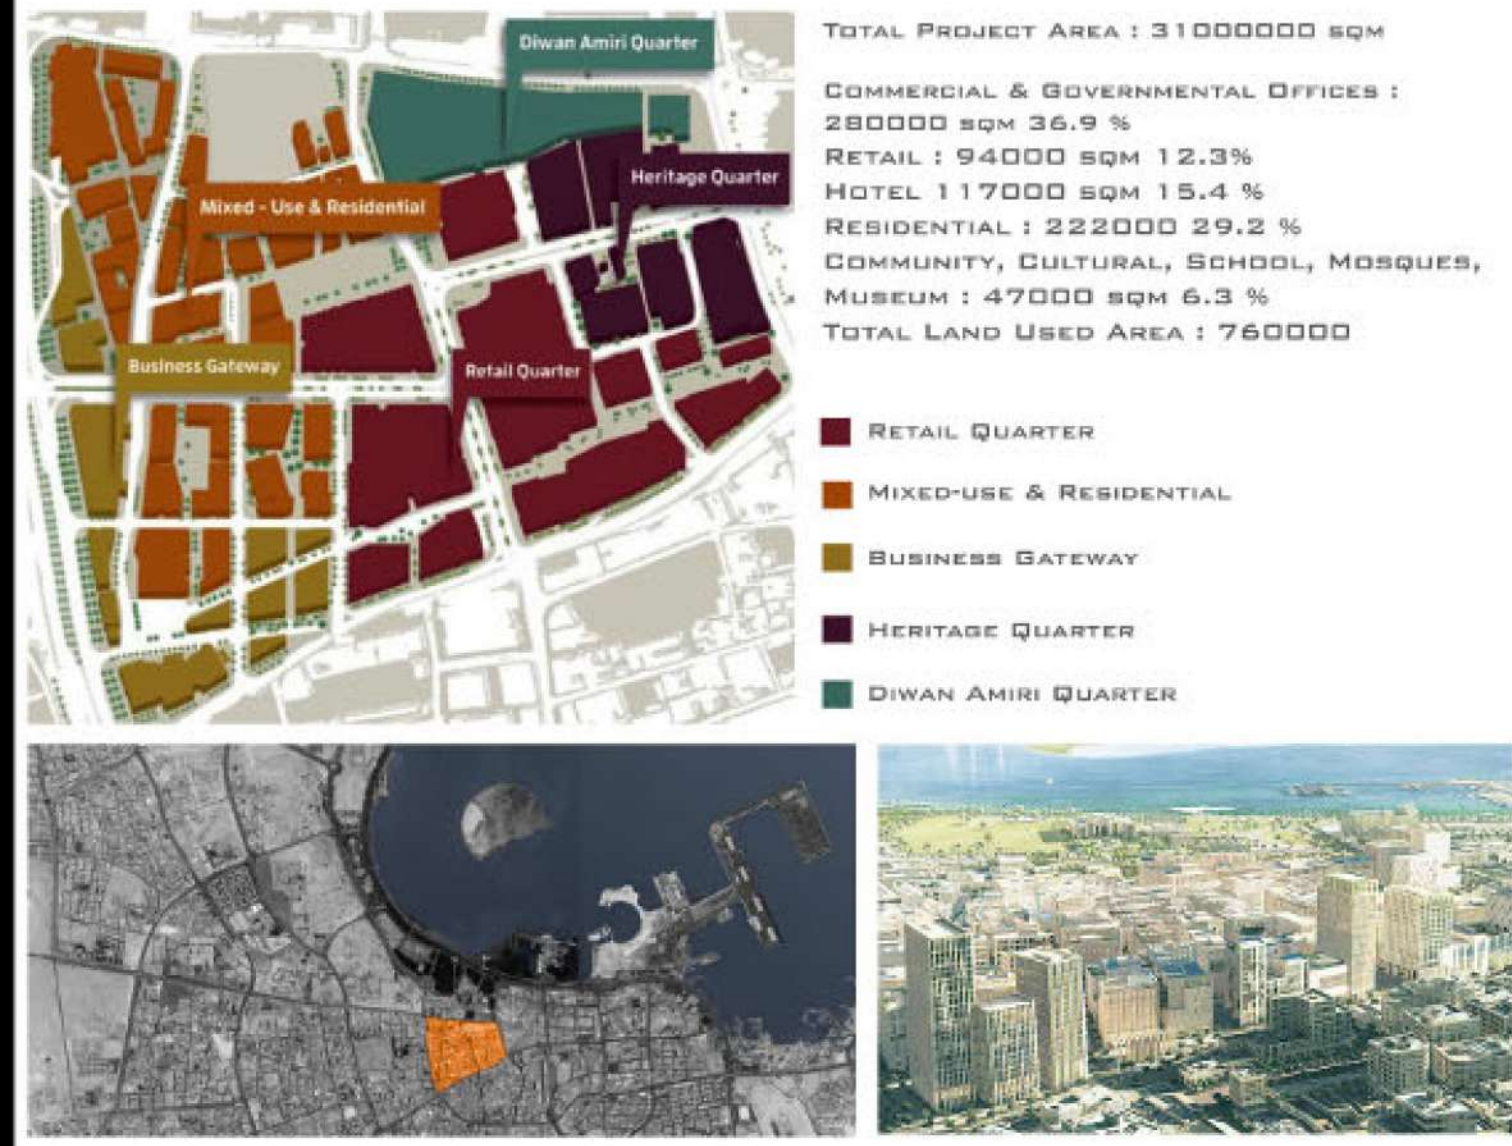 Diwan Amiri Quarter
Heritage Quarter
Mixed - Use & Residential
Business Gateway
Retail Quarter
TOTAL PROJECT AREA : 31000000 SQM
COMMERCIAL & GOVERNMENTAL OFFICES :
280000 SQM 36.9 %
RETAIL : 94000 SQM 12.3%
HOTEL 117000 SQM 15.4 %
RESIDENTIAL : 222000 29.2 %
COMMUNITY, CULTURAL, SCHOOL, MOSQUES,
MUSEUM : 47000 SQM 6.3 %
TOTAL LAND USED AREA : 760000
RETAIL QUARTER
MIXED-USE & RESIDENTIAL
BUSINESS GATEWAY
HERITAGE QUARTER
DIWAN AMIRI QUARTER